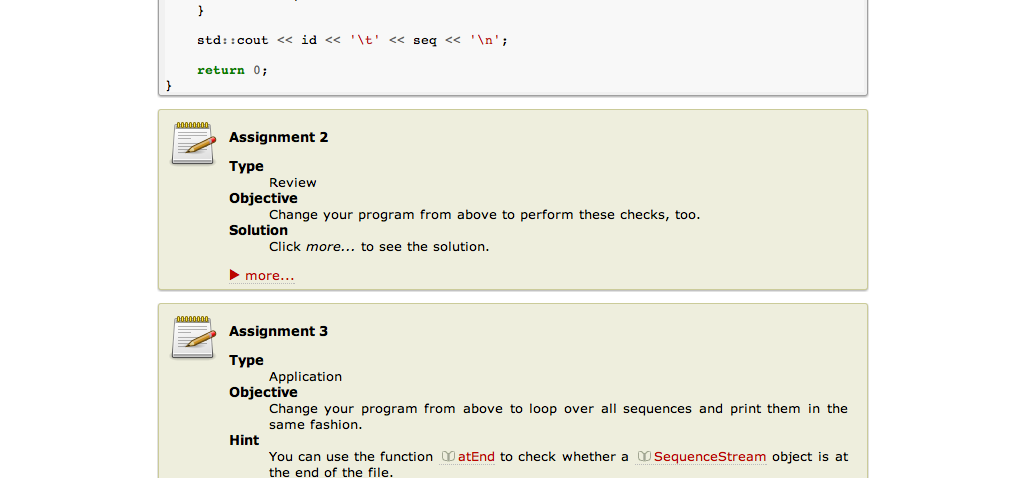 }
std::cout << id << '\t' << seq << '\n';
return 0;
}
Assignment 2
Type
Review
Objective
Change your program from above to perform these checks, too.
Solution
Click more... to see the solution.
more...
Assignment 3
Type
Application
Objective
Change your program from above to loop over all sequences and print them in the
same fashion.
Hint
You can use the function atEnd to check whether a SequenceStream object is at
the end of the file.